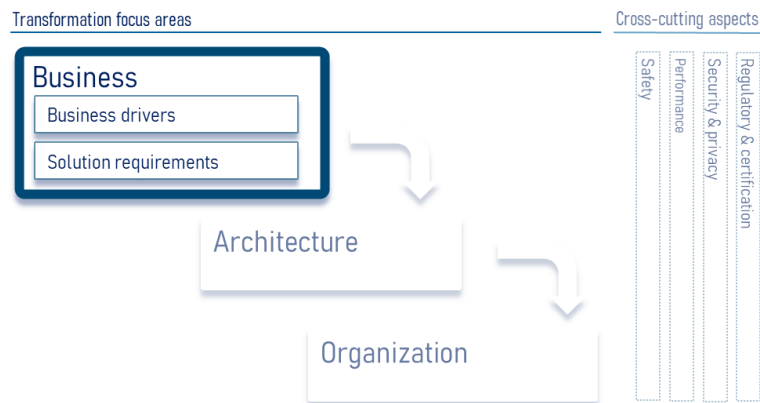 Transformation focus areas
Cross-cutting aspects
Business
Business drivers
Solution requirements
Architecture
Organization
Safety
Performance
Security & privacy
Regulatory & certification